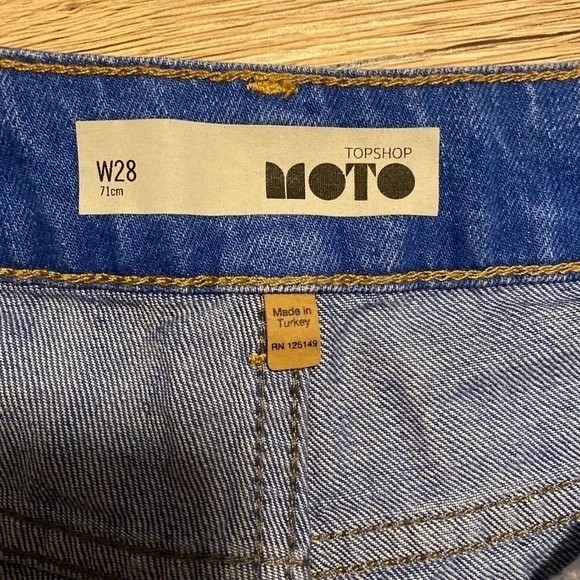 W28
71cm
TOPSHOP
MOTO
Made in
Turkey
RN 125149